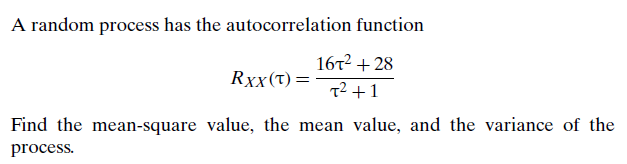 A random process has the autocorrelation function
R_XX(τ) = (16τ² + 28) / (τ² + 1)
Find the mean-square value, the mean value, and the variance of the
process.